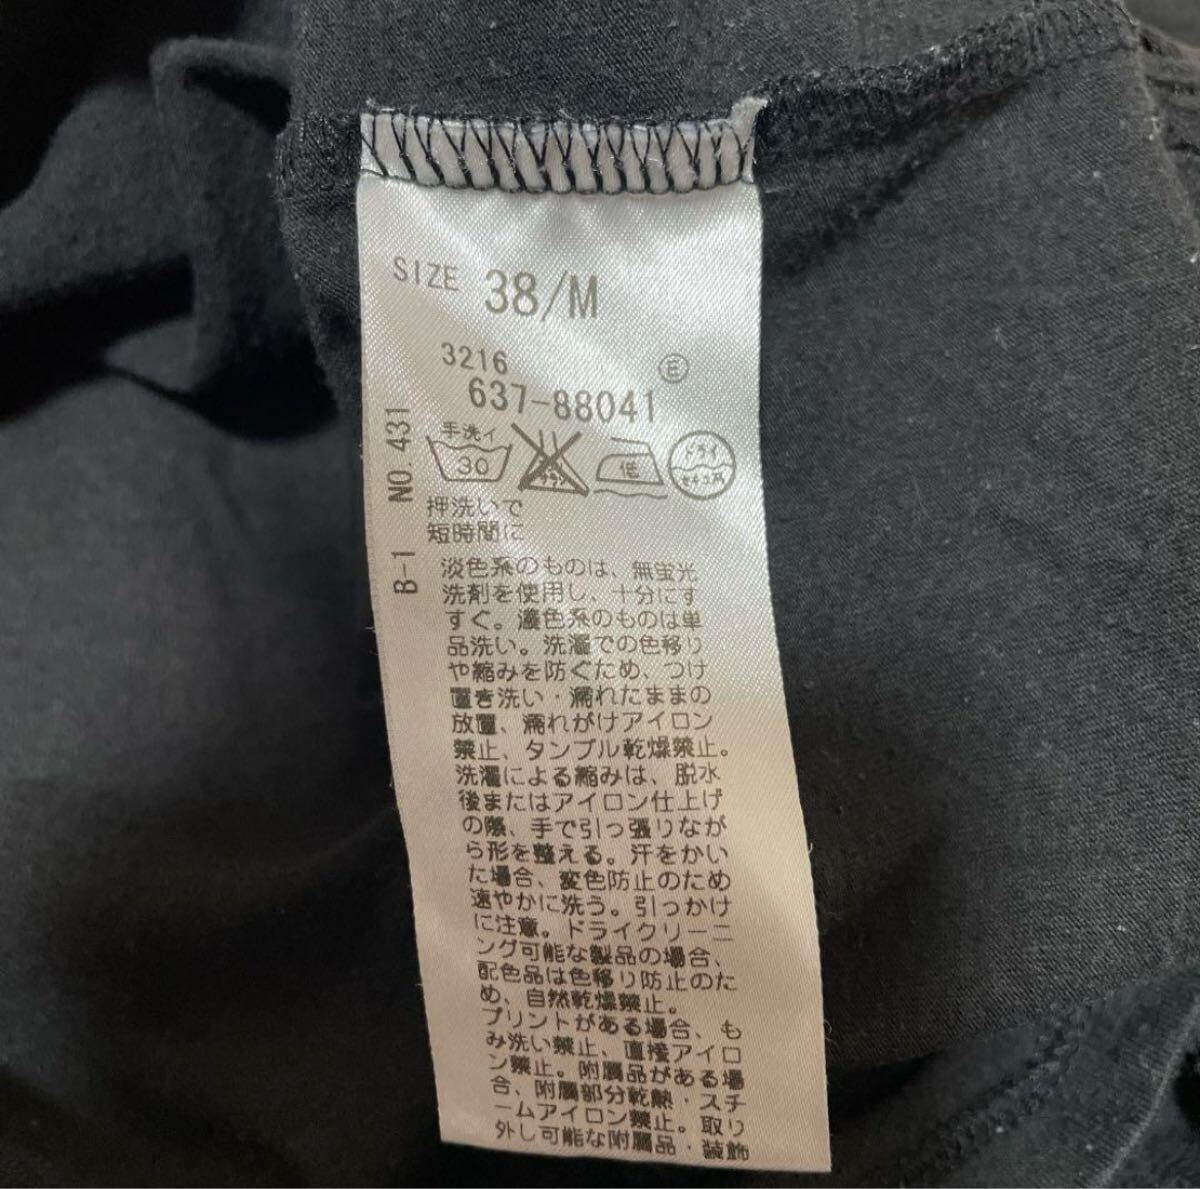 SIZE 38/M
3216 E
637-88041
手洗イ 30
低
ドライ
セキユ系
B-1 NO.431
押洗いで
短時間に
淡色系のものは、無蛍光
洗剤を使用し、十分にす
すぐ。濃色系のものは単
品洗い。洗濯での色移り
や縮みを防ぐため、つけ
置き洗い・濡れたままの
放置、濡れがけアイロン
禁止、タンブル乾燥禁止。
洗濯による縮みは、脱水
後またはアイロン仕上げ
の際、手で引っ張りなが
ら形を整える。汗をかい
た場合、変色防止のため
速やかに洗う。引っかけ
に注意。ドライクリーニ
ング可能な製品の場合、
配色品は色移り防止のた
め、自然乾燥禁止。
プリントがある場合、も
み洗い禁止、直接アイロ
ン禁止。附属品がある場
合、附属部分乾熱・スチ
ームアイロン禁止。取り
外し可能な附属品・装飾